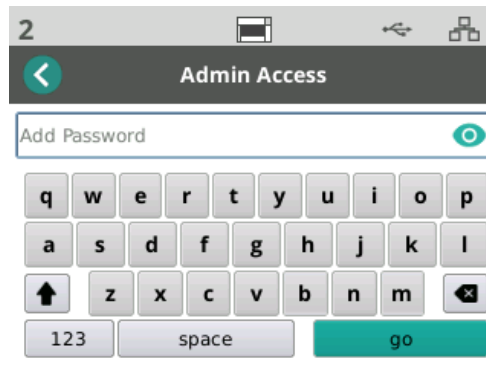 2
Admin Access
Add Password
q w e r t y u i o p
a s d f g h j k l
z x c v b n m
123 space go